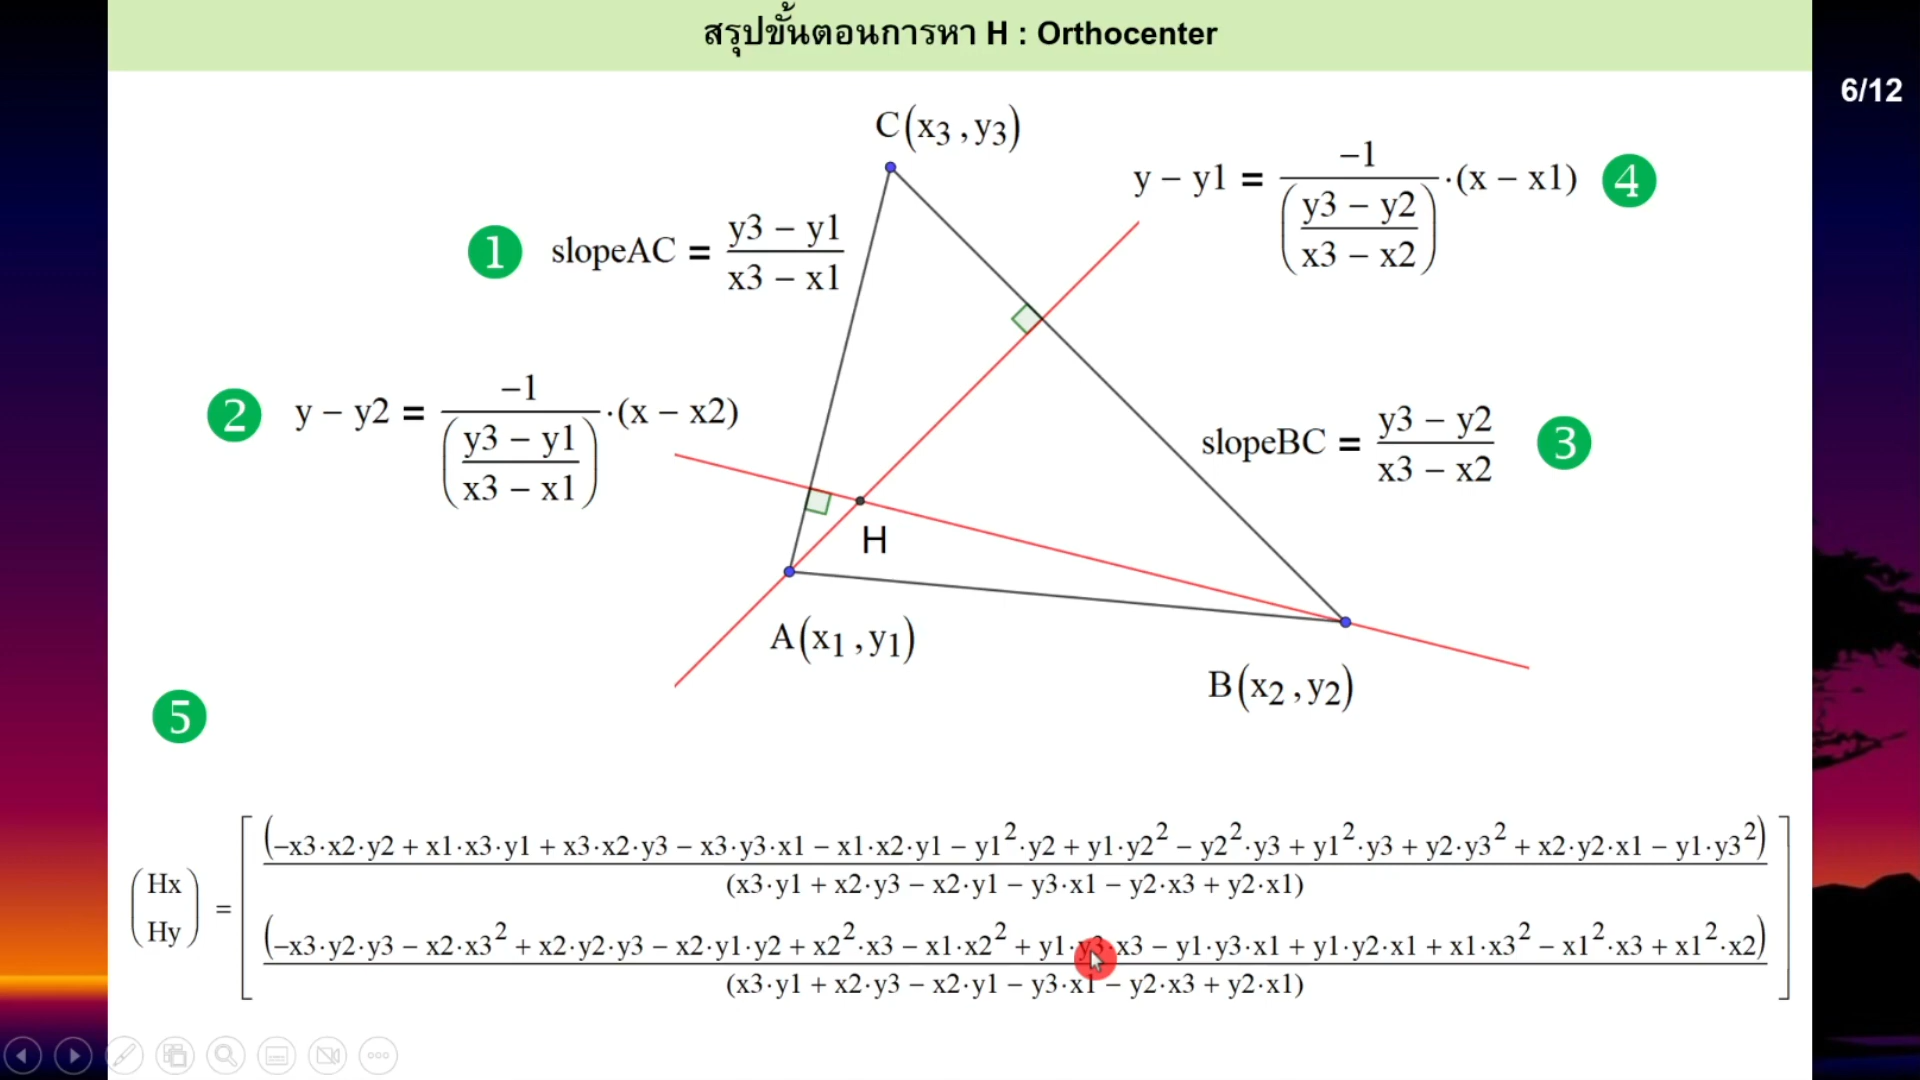 สรุปขั้นตอนการหา H : Orthocenter
6/12
C(x₃ ,y₃)
y − y1 = −1 / ((y3 − y2) / (x3 − x2)) ·(x − x1) 4
1 slopeAC = (y3 − y1) / (x3 − x1)
2 y − y2 = −1 / ((y3 − y1) / (x3 − x1)) ·(x − x2)
slopeBC = (y3 − y2) / (x3 − x2) 3
H
A(x₁ ,y₁)
B(x₂ ,y₂)
5
(Hx Hy) =
(−x3·x2·y2 + x1·x3·y1 + x3·x2·y3 − x3·y3·x1 − x1·x2·y1 − y1²·y2 + y1·y2² − y2²·y3 + y1²·y3 + y2·y3² + x2·y2·x1 − y1·y3²)
(x3·y1 + x2·y3 − x2·y1 − y3·x1 − y2·x3 + y2·x1)
(−x3·y2·y3 − x2·x3² + x2·y2·y3 − x2·y1·y2 + x2²·x3 − x1·x2² + y1·y3·x3 − y1·y3·x1 + y1·y2·x1 + x1·x3² − x1²·x3 + x1²·x2)
(x3·y1 + x2·y3 − x2·y1 − y3·x1 − y2·x3 + y2·x1)